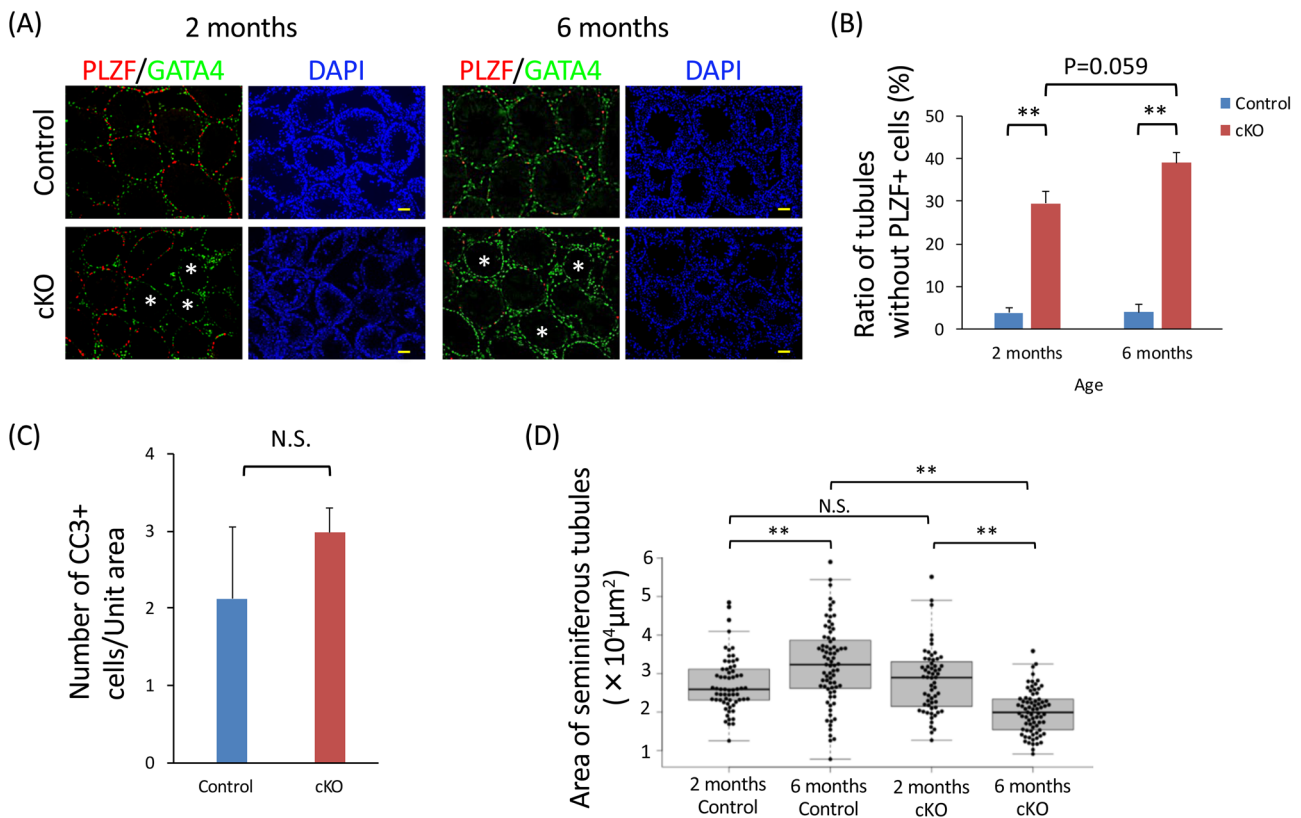 (A)
2 months
6 months
PLZF/GATA4
DAPI
PLZF/GATA4
DAPI
Control
cKO
*
*
*
*
*
*
(B)
P=0.059
**
**
Control
cKO
Ratio of tubules
without PLZF+ cells (%)
50
40
30
20
10
0
2 months
6 months
Age
(C)
N.S.
Number of CC3+
cells/Unit area
4
3
2
1
0
Control
cKO
(D)
**
N.S.
**
**
Area of seminiferous tubules
(×10⁴μm²)
6
5
4
3
2
1
2 months
Control
6 months
Control
2 months
cKO
6 months
cKO